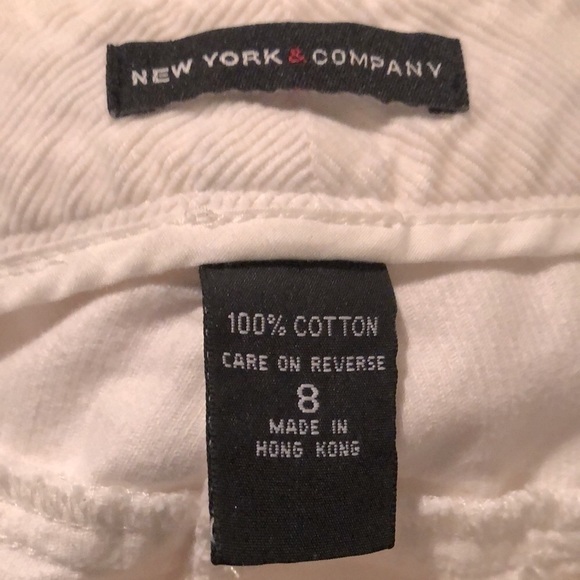 NEW YORK & COMPANY
100% COTTON
CARE ON REVERSE
8
MADE IN
HONG KONG